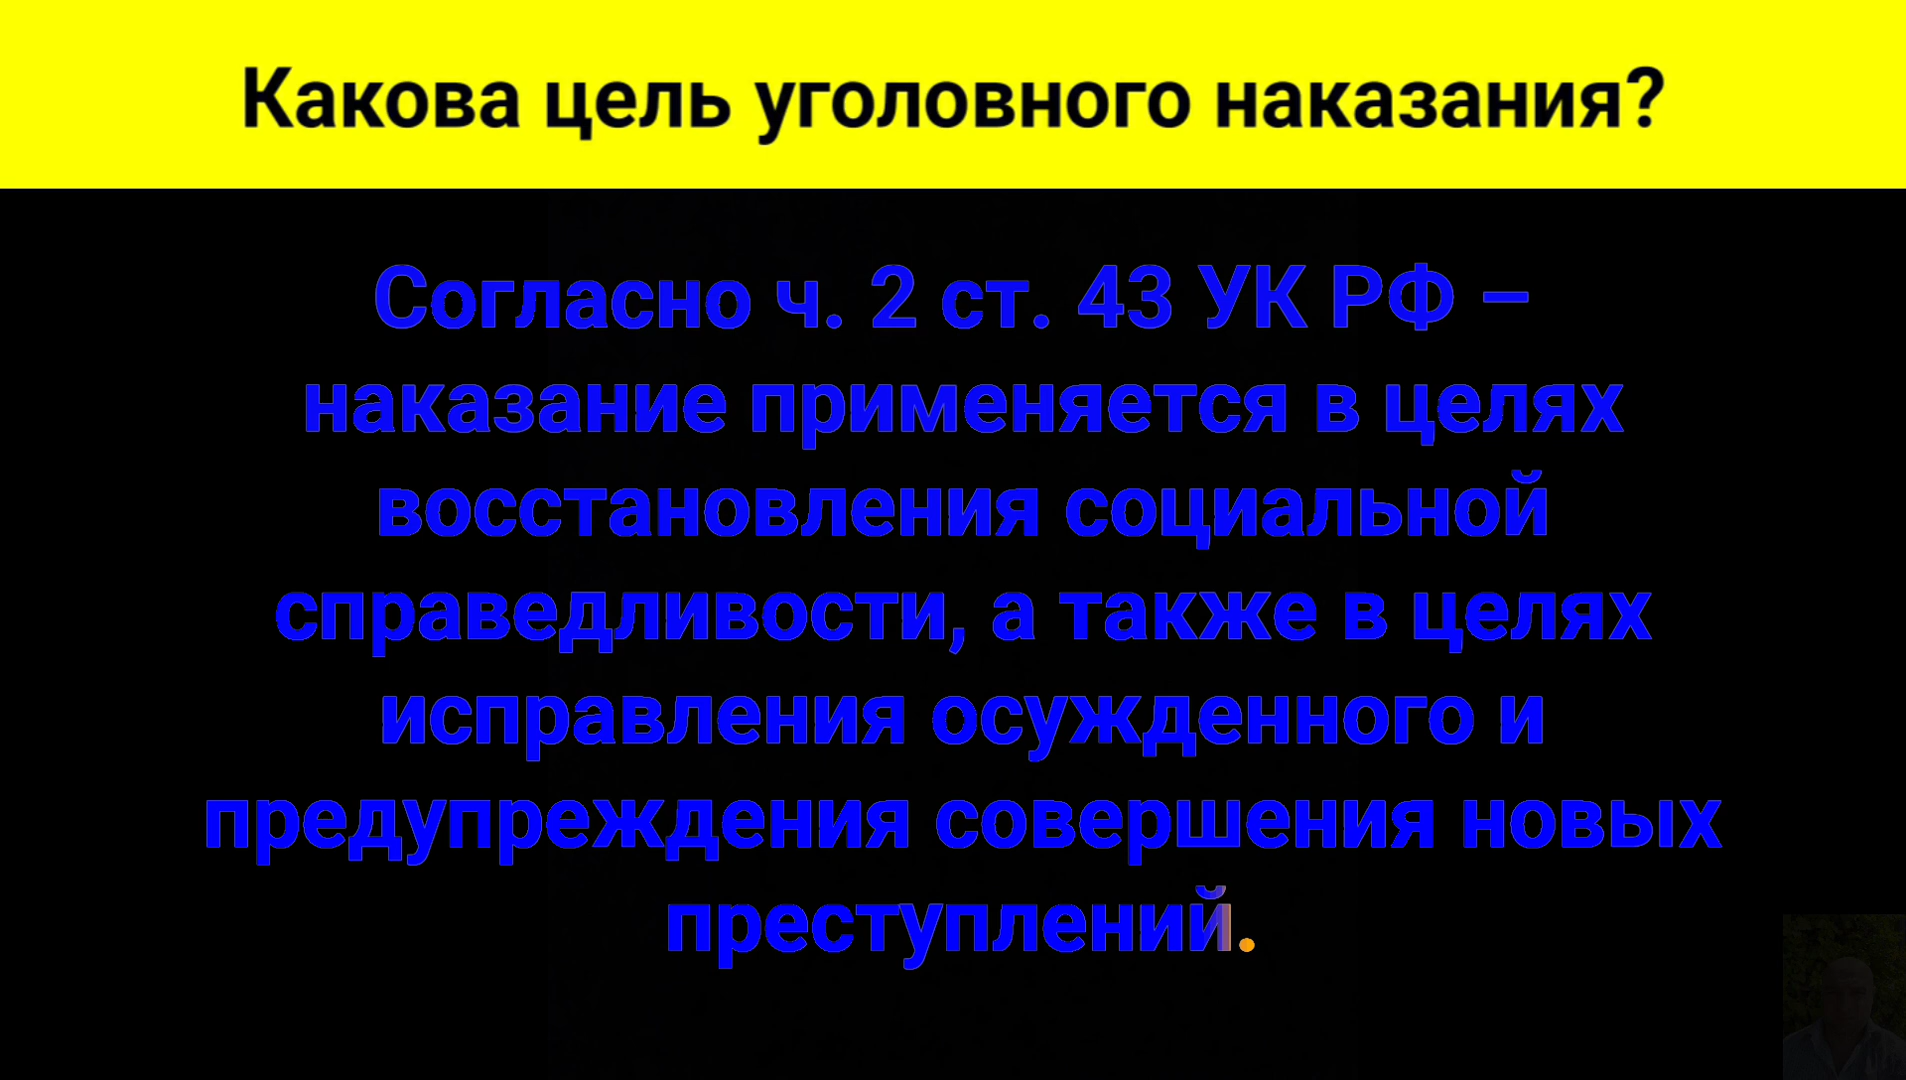 Какова цель уголовного наказания?
Согласно ч. 2 ст. 43 УК РФ –
наказание применяется в целях
восстановления социальной
справедливости, а также в целях
исправления осужденного и
предупреждения совершения новых
преступлений.